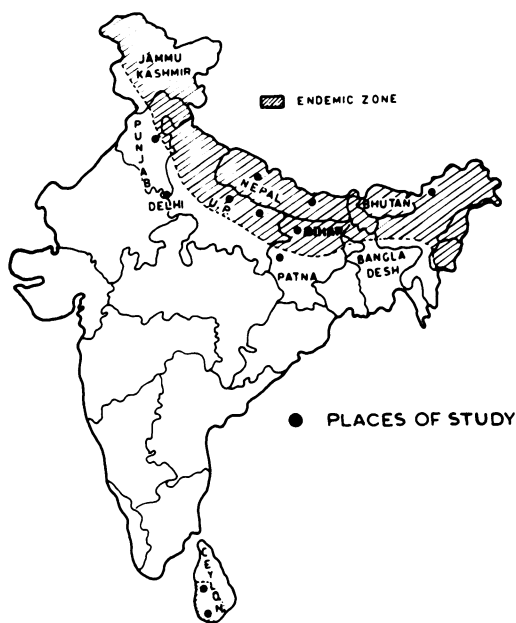 JAMMU
KASHMIR
ENDEMIC ZONE
PUNJAB
DELHI
U.P.
NEPAL
BHUTAN
BIHAR
PATNA
BANGLA
DESH
PLACES OF STUDY
CEYLON